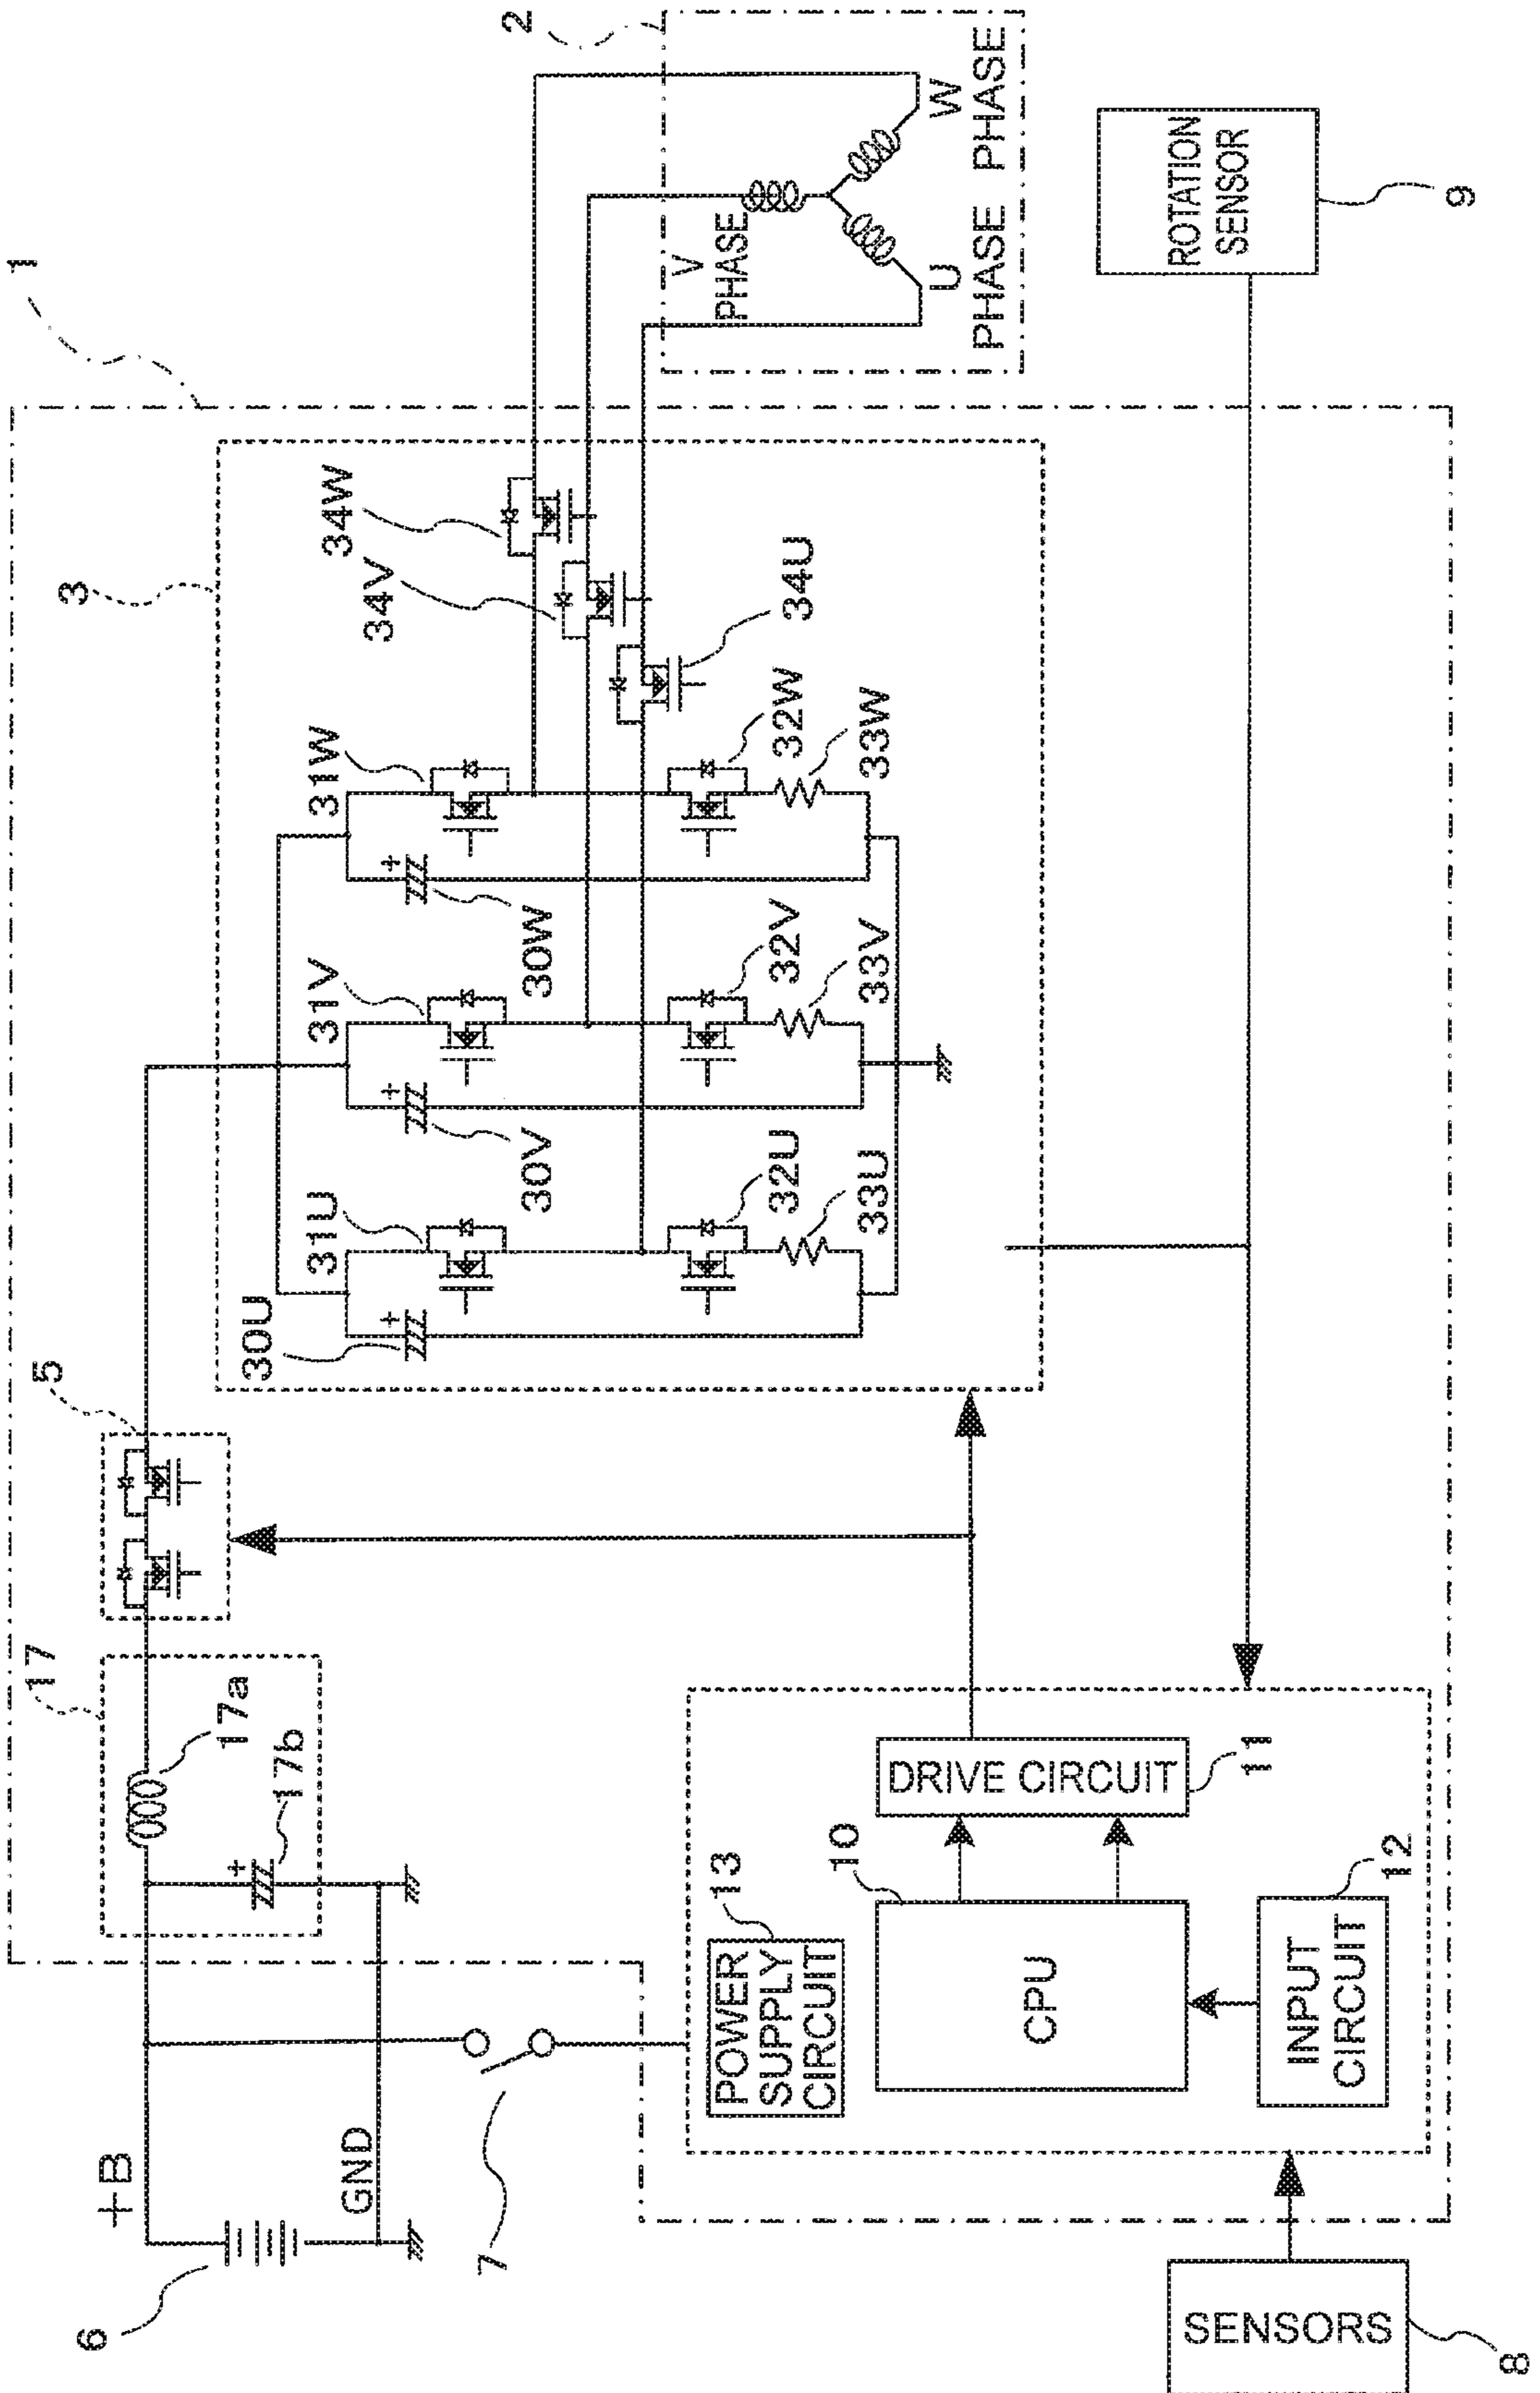 1
2
3
5
17
17a
17b
+
+B
6
GND
7
30U
31U
+
30V
31V
+
30W
31W
+
32U
33U
32V
33V
32W
33W
34W
34V
34U
V
PHASE
U
PHASE
W
PHASE
ROTATION
SENSOR
9
DRIVE CIRCUIT
11
10
CPU
13
POWER
SUPPLY
CIRCUIT
INPUT
CIRCUIT
12
SENSORS
8